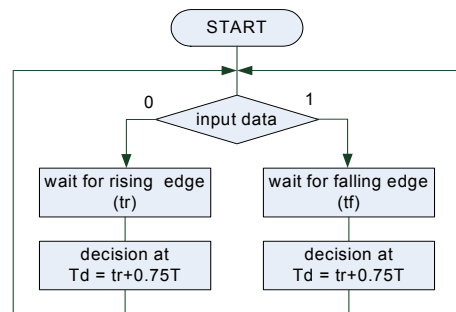 START
0
1
input data
wait for rising edge
(tr)
wait for falling edge
(tf)
decision at
Td = tr+0.75T
decision at
Td = tr+0.75T